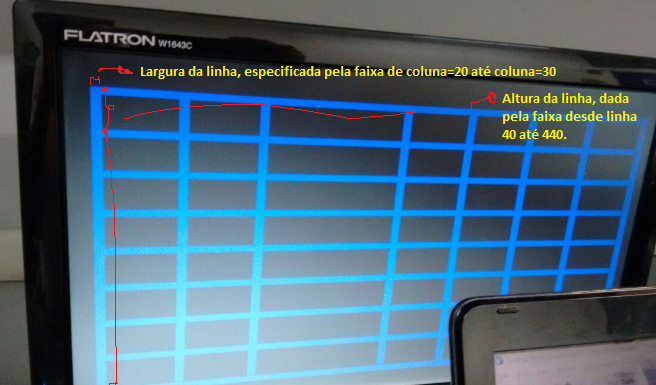 FLATRON W1643C
Largura da linha, especificada pela faixa de coluna=20 até coluna=30
Altura da linha, dada
pela faixa desde linha
40 até 440.